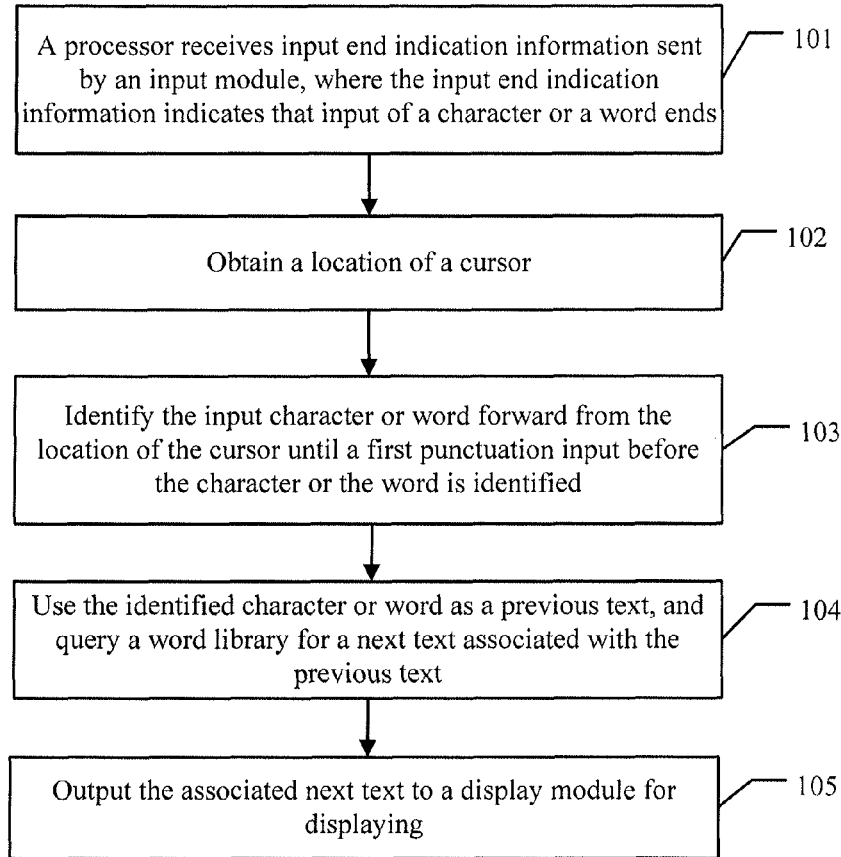 A processor receives input end indication information sent
by an input module, where the input end indication
information indicates that input of a character or a word ends
101
Obtain a location of a cursor
102
Identify the input character or word forward from the
location of the cursor until a first punctuation input before
the character or the word is identified
103
Use the identified character or word as a previous text, and
query a word library for a next text associated with the
previous text
104
Output the associated next text to a display module for
displaying
105